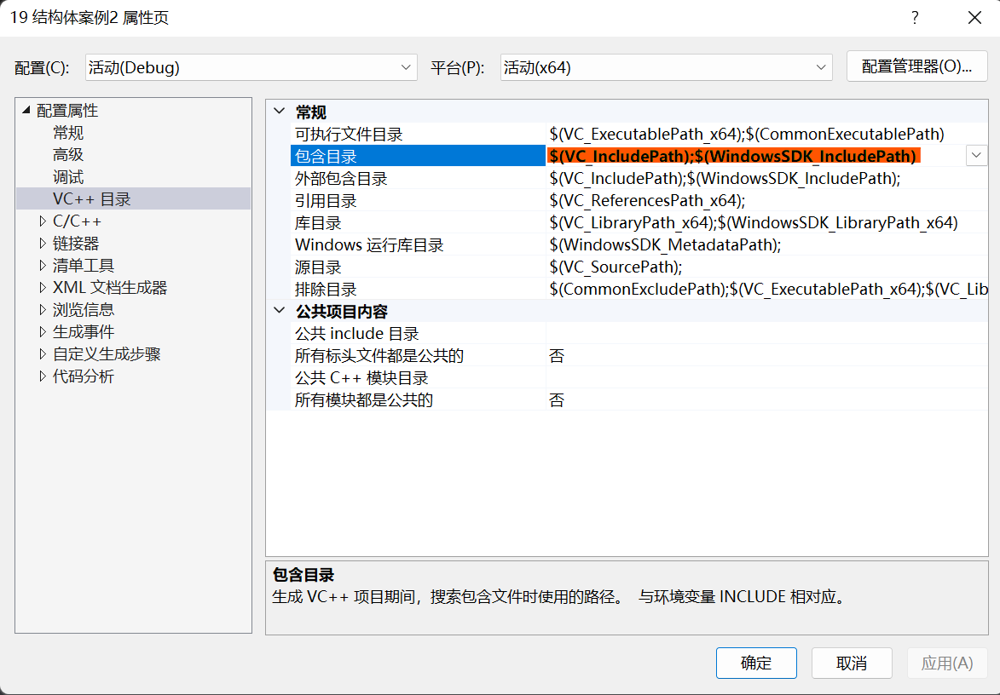 19 结构体案例2 属性页
配置(C): 活动(Debug) 平台(P): 活动(x64) 配置管理器(O)...
配置属性
常规
高级
调试
VC++ 目录
C/C++
链接器
清单工具
XML 文档生成器
浏览信息
生成事件
自定义生成步骤
代码分析
常规
可执行文件目录 $(VC_ExecutablePath_x64);$(CommonExecutablePath)
包含目录 $(VC_IncludePath);$(WindowsSDK_IncludePath)
外部包含目录 $(VC_IncludePath);$(WindowsSDK_IncludePath);
引用目录 $(VC_ReferencesPath_x64);
库目录 $(VC_LibraryPath_x64);$(WindowsSDK_LibraryPath_x64)
Windows 运行库目录 $(WindowsSDK_MetadataPath);
源目录 $(VC_SourcePath);
排除目录 $(CommonExcludePath);$(VC_ExecutablePath_x64);$(VC_Lib
公共项目内容
公共 include 目录
所有标头文件都是公共的 否
公共 C++ 模块目录
所有模块都是公共的 否
包含目录
生成 VC++ 项目期间，搜索包含文件时使用的路径。 与环境变量 INCLUDE 相对应。
确定 取消 应用(A)